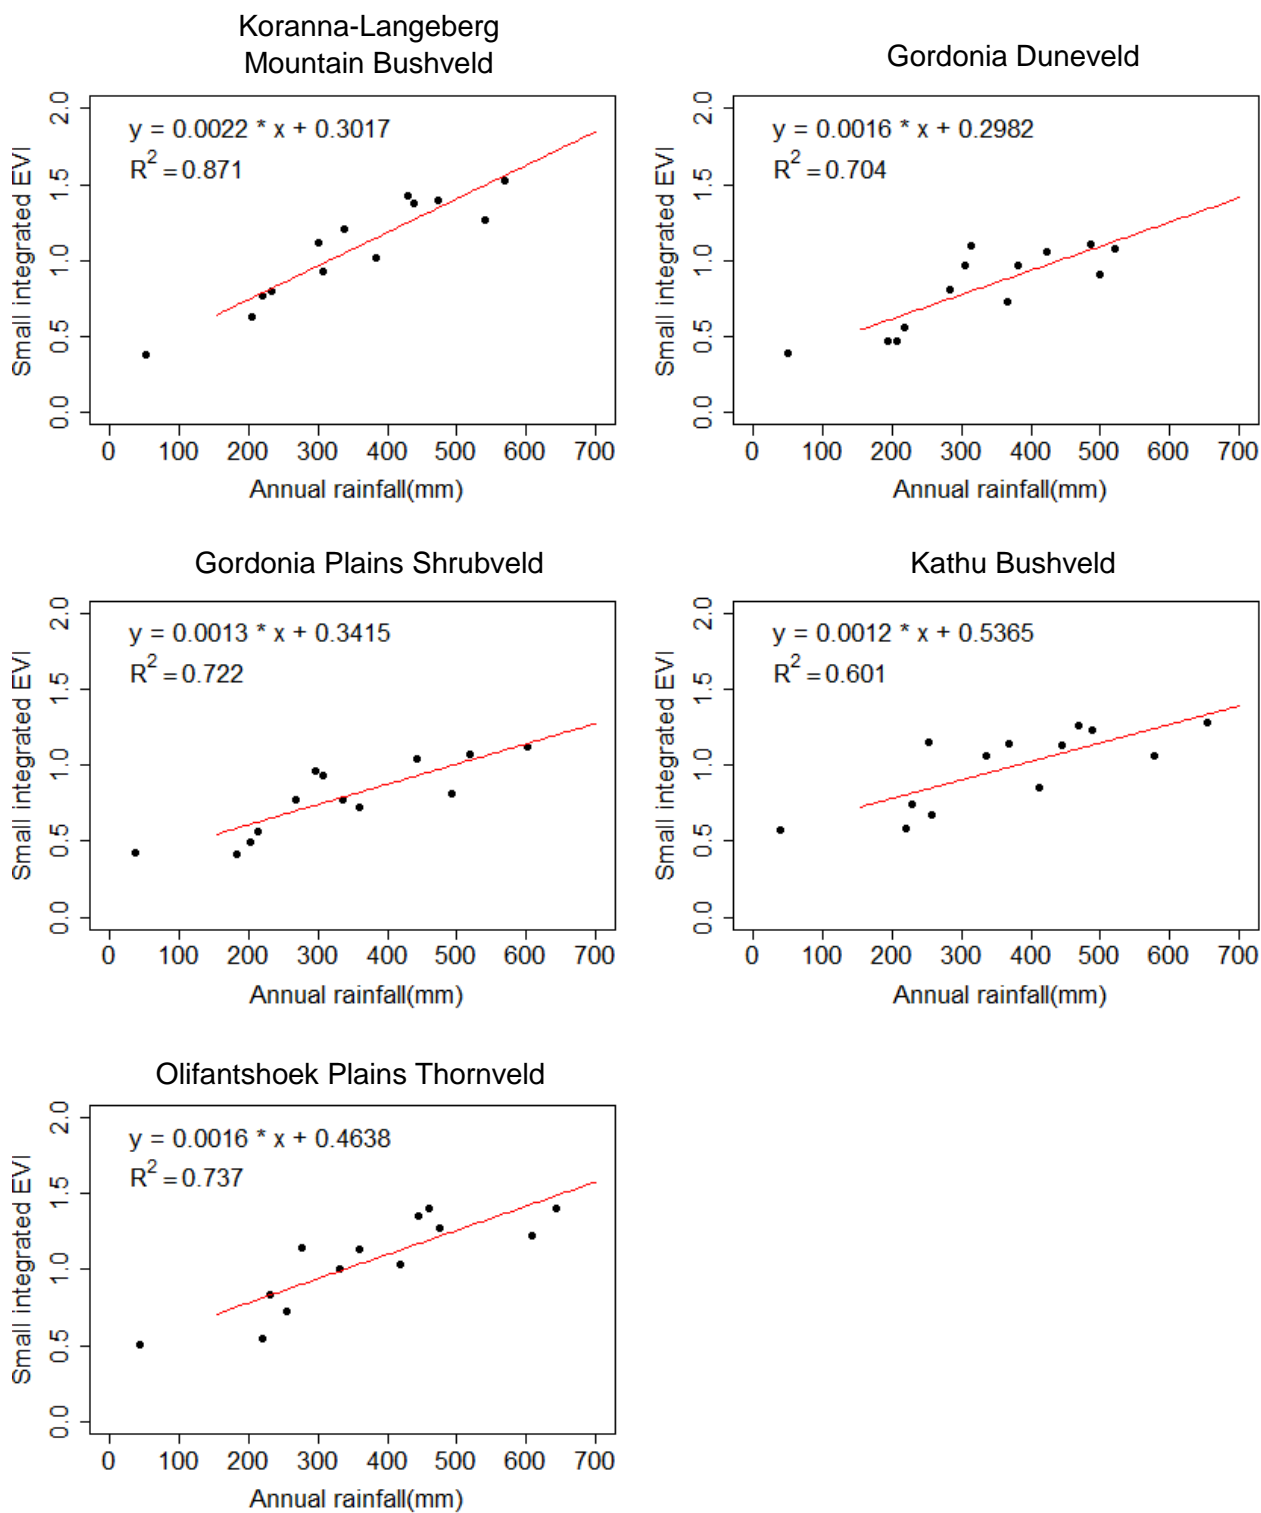 Koranna-Langeberg
Mountain Bushveld
y = 0.0022 * x + 0.3017
R² = 0.871
Small integrated EVI
0.0 0.5 1.0 1.5 2.0
0 100 200 300 400 500 600 700
Annual rainfall(mm)
Gordonia Duneveld
y = 0.0016 * x + 0.2982
R² = 0.704
Small integrated EVI
0.0 0.5 1.0 1.5 2.0
0 100 200 300 400 500 600 700
Annual rainfall(mm)
Gordonia Plains Shrubveld
y = 0.0013 * x + 0.3415
R² = 0.722
Small integrated EVI
0.0 0.5 1.0 1.5 2.0
0 100 200 300 400 500 600 700
Annual rainfall(mm)
Kathu Bushveld
y = 0.0012 * x + 0.5365
R² = 0.601
Small integrated EVI
0.0 0.5 1.0 1.5 2.0
0 100 200 300 400 500 600 700
Annual rainfall(mm)
Olifantshoek Plains Thornveld
y = 0.0016 * x + 0.4638
R² = 0.737
Small integrated EVI
0.0 0.5 1.0 1.5 2.0
0 100 200 300 400 500 600 700
Annual rainfall(mm)